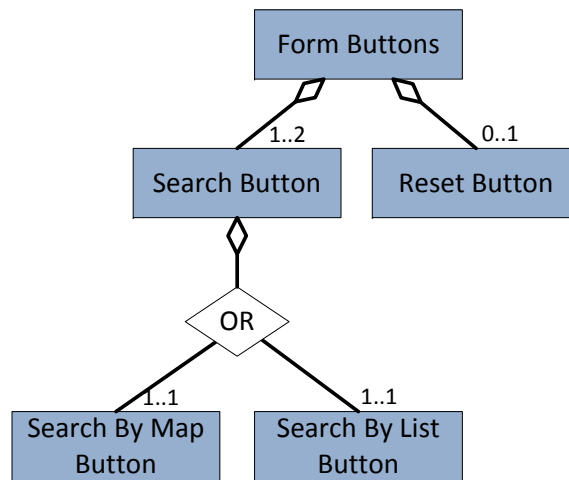 Form Buttons
1..2
0..1
Search Button
Reset Button
OR
1..1
1..1
Search By Map
Button
Search By List
Button